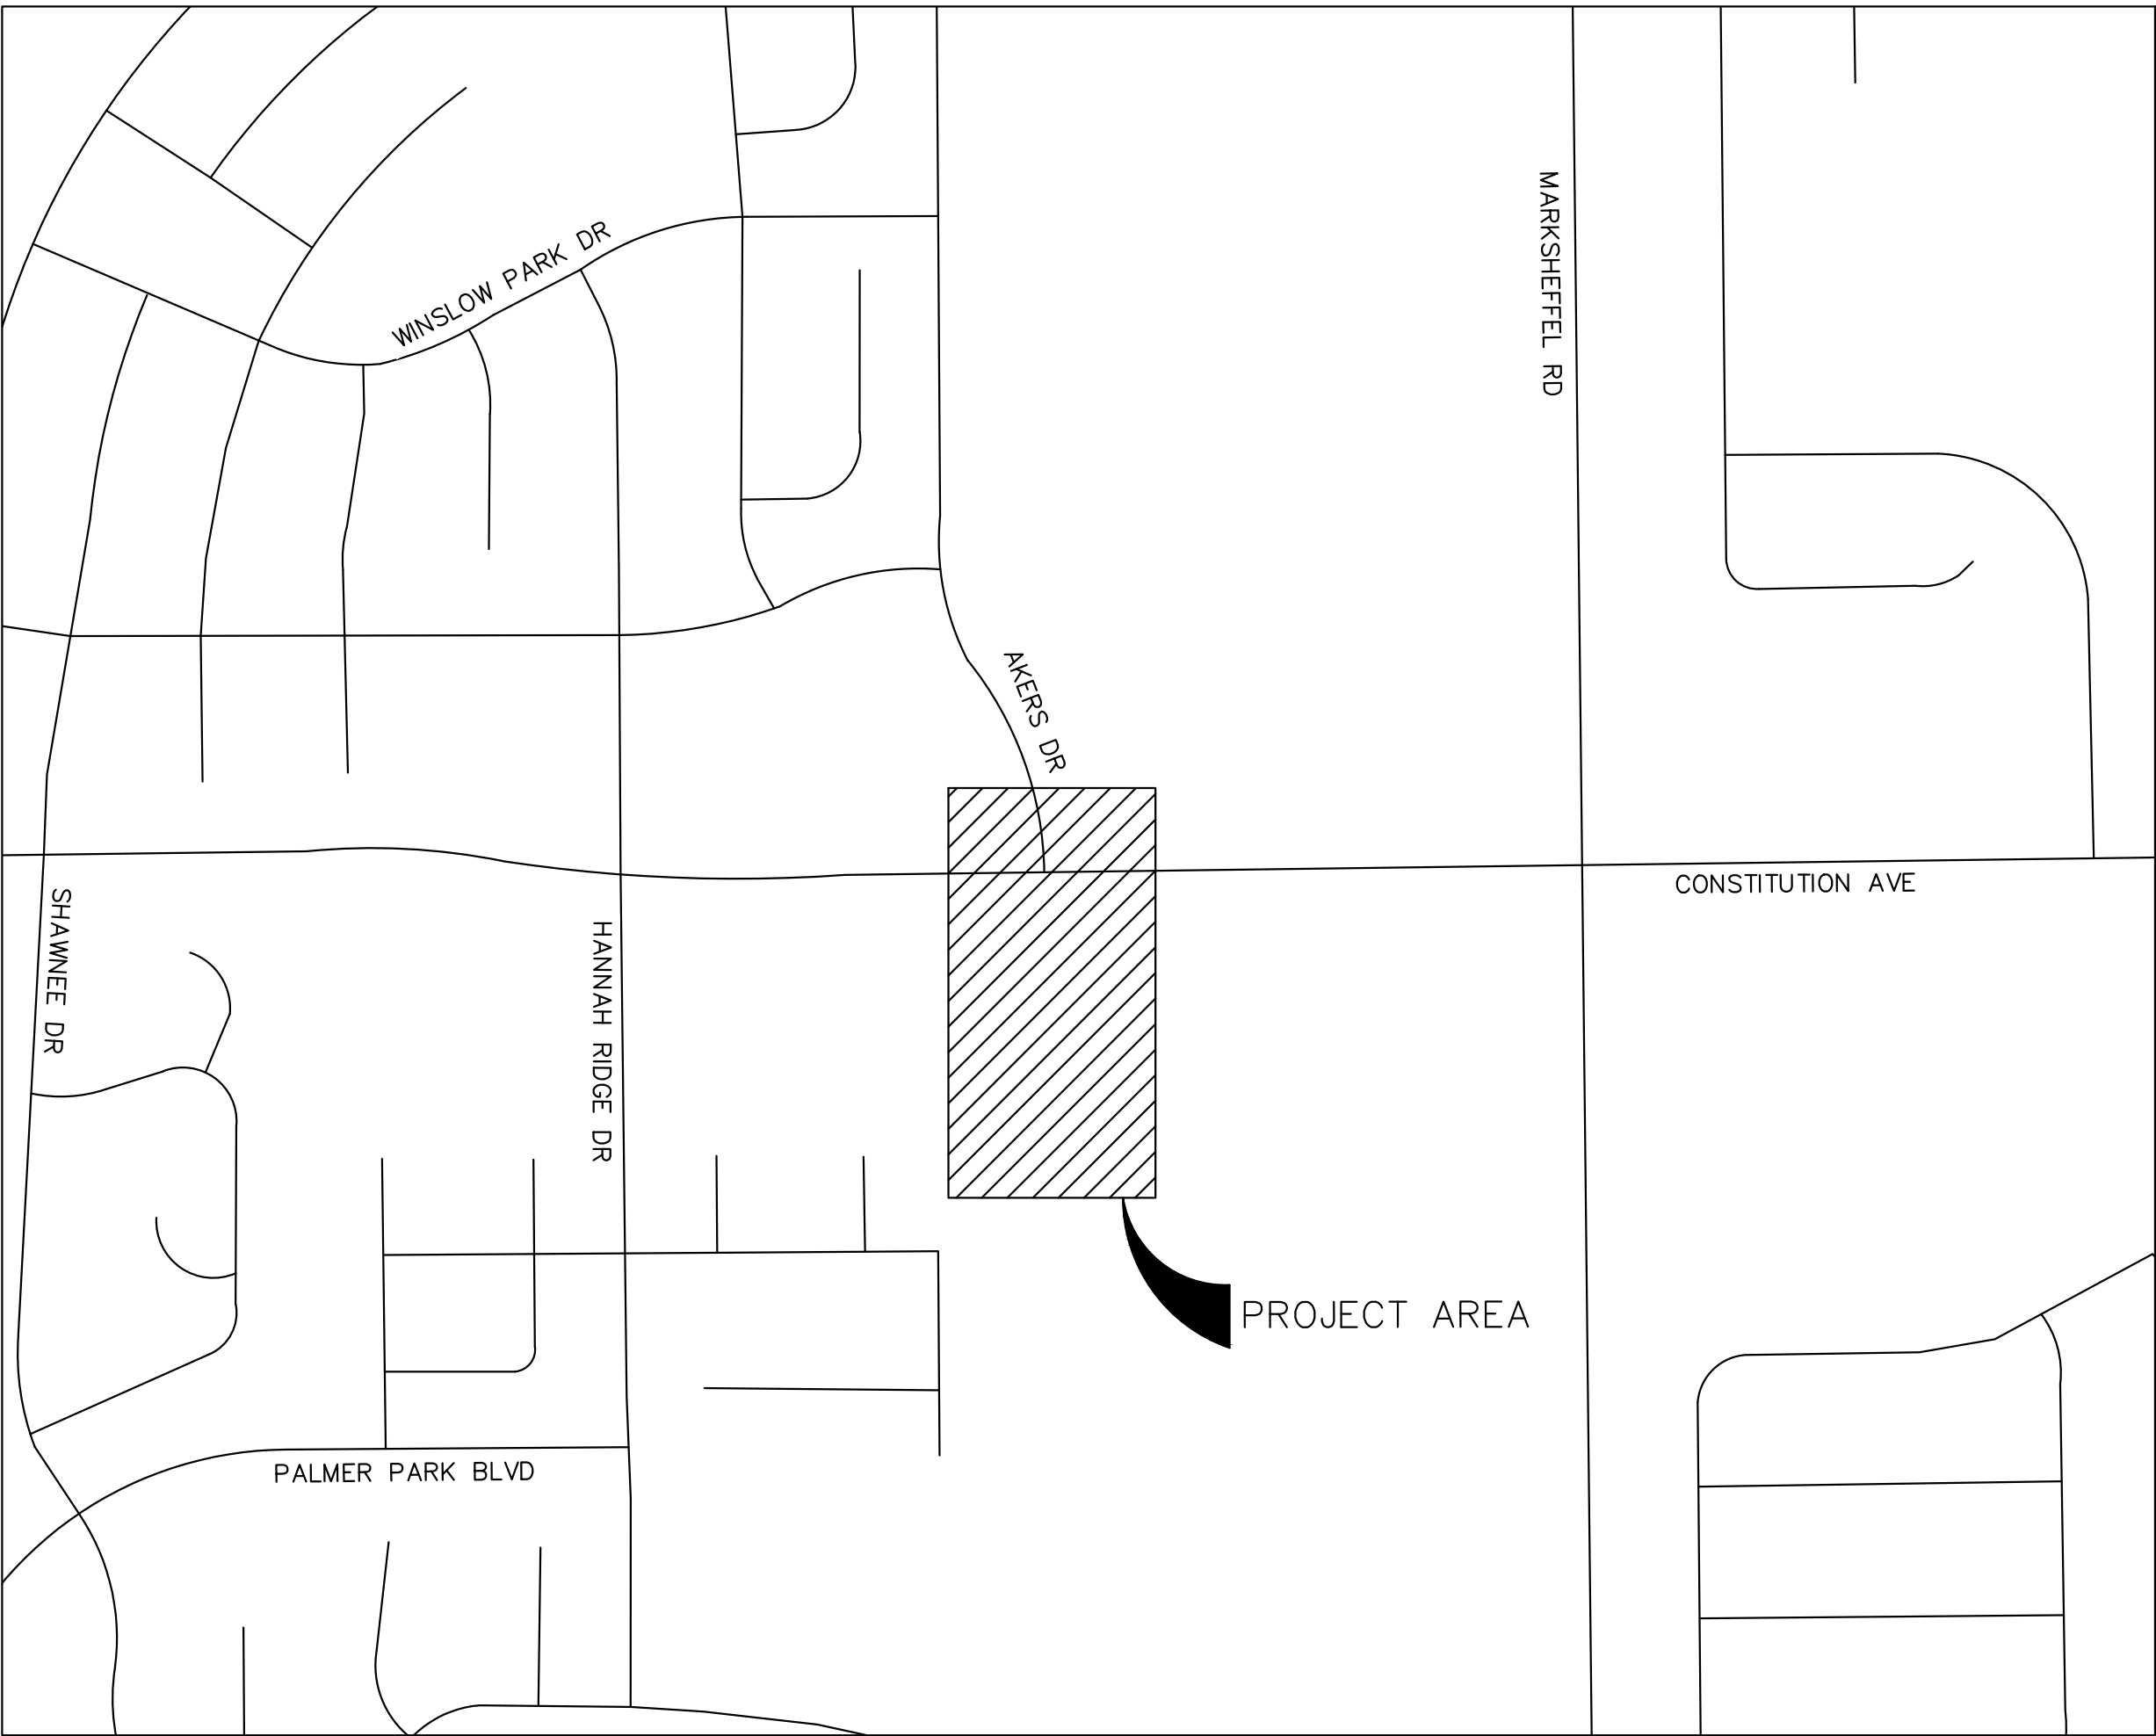 WINSLOW PARK DR
MARKSHEFFEL RD
AKERS DR
CONSTITUTION AVE
SHAWNEE DR
HANNAH RIDGE DR
PROJECT AREA
PALMER PARK BLVD